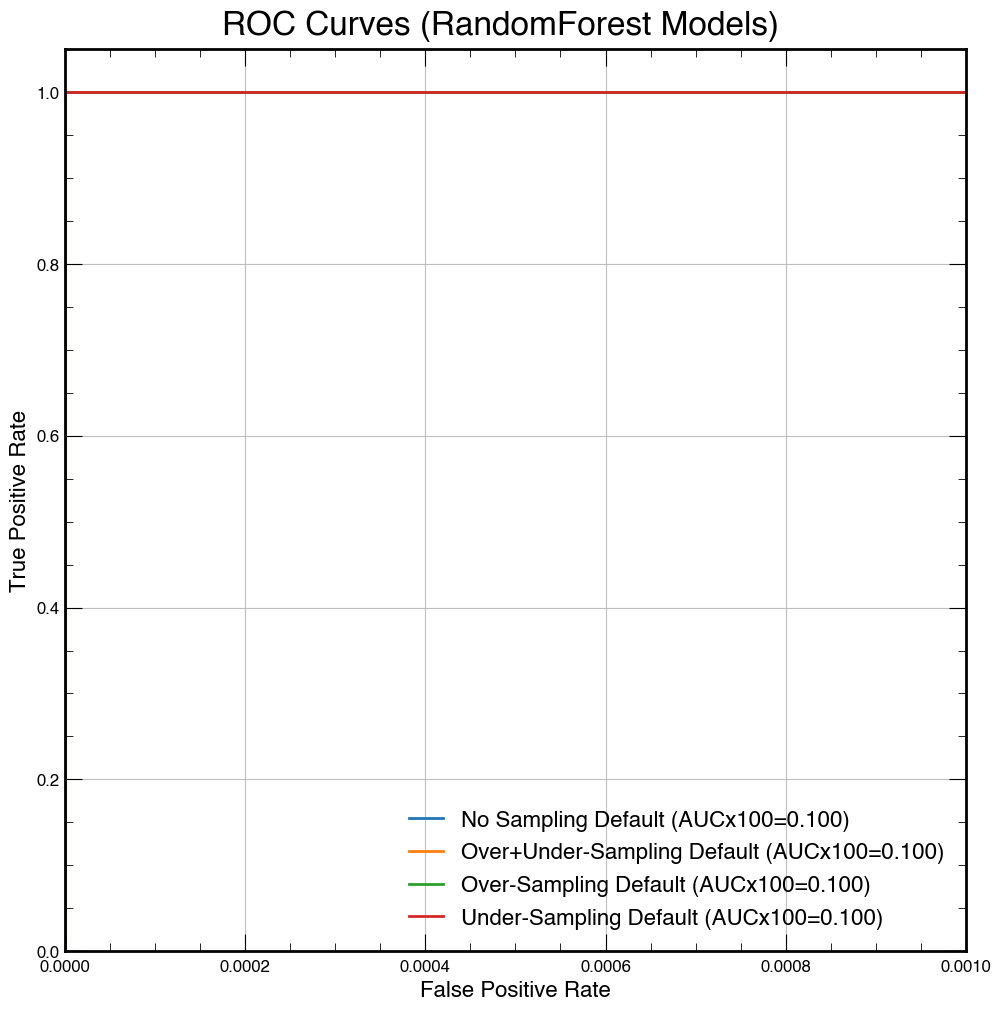 ROC Curves (RandomForest Models)
1.0
0.8
0.6
0.4
0.2
0.0
True Positive Rate
No Sampling Default (AUCx100=0.100)
Over+Under-Sampling Default (AUCx100=0.100)
Over-Sampling Default (AUCx100=0.100)
Under-Sampling Default (AUCx100=0.100)
0.0000 0.0002 0.0004 0.0006 0.0008 0.0010
False Positive Rate